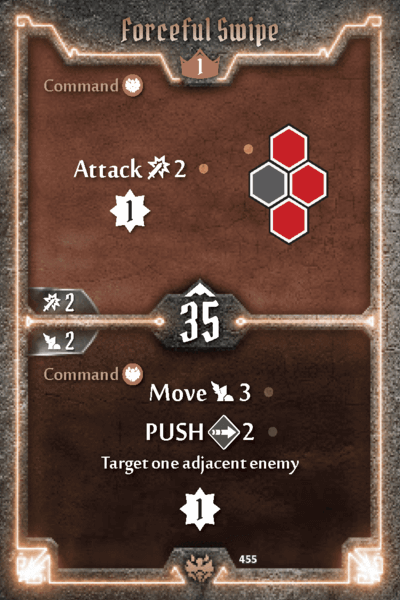 Forceful Swipe
1
Command
Attack 2
1
2
35
2
Command
Move 3
PUSH 2
Target one adjacent enemy
1
455